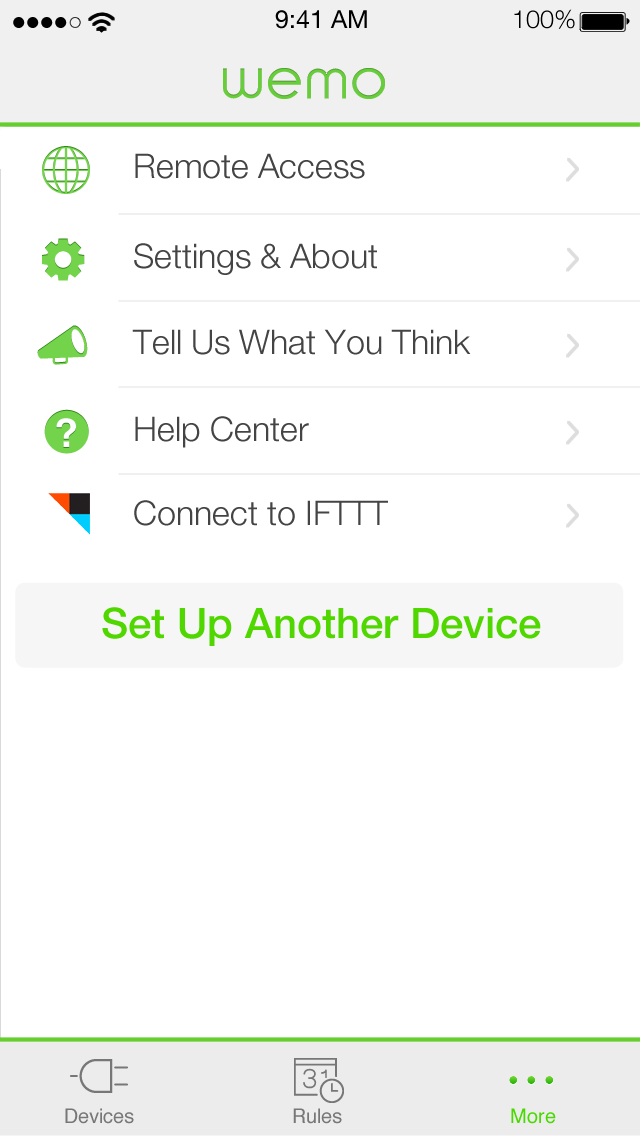 9:41 AM 100%
wemo
Remote Access
Settings & About
Tell Us What You Think
?
Help Center
Connect to IFTTT
Set Up Another Device
31
Devices Rules More